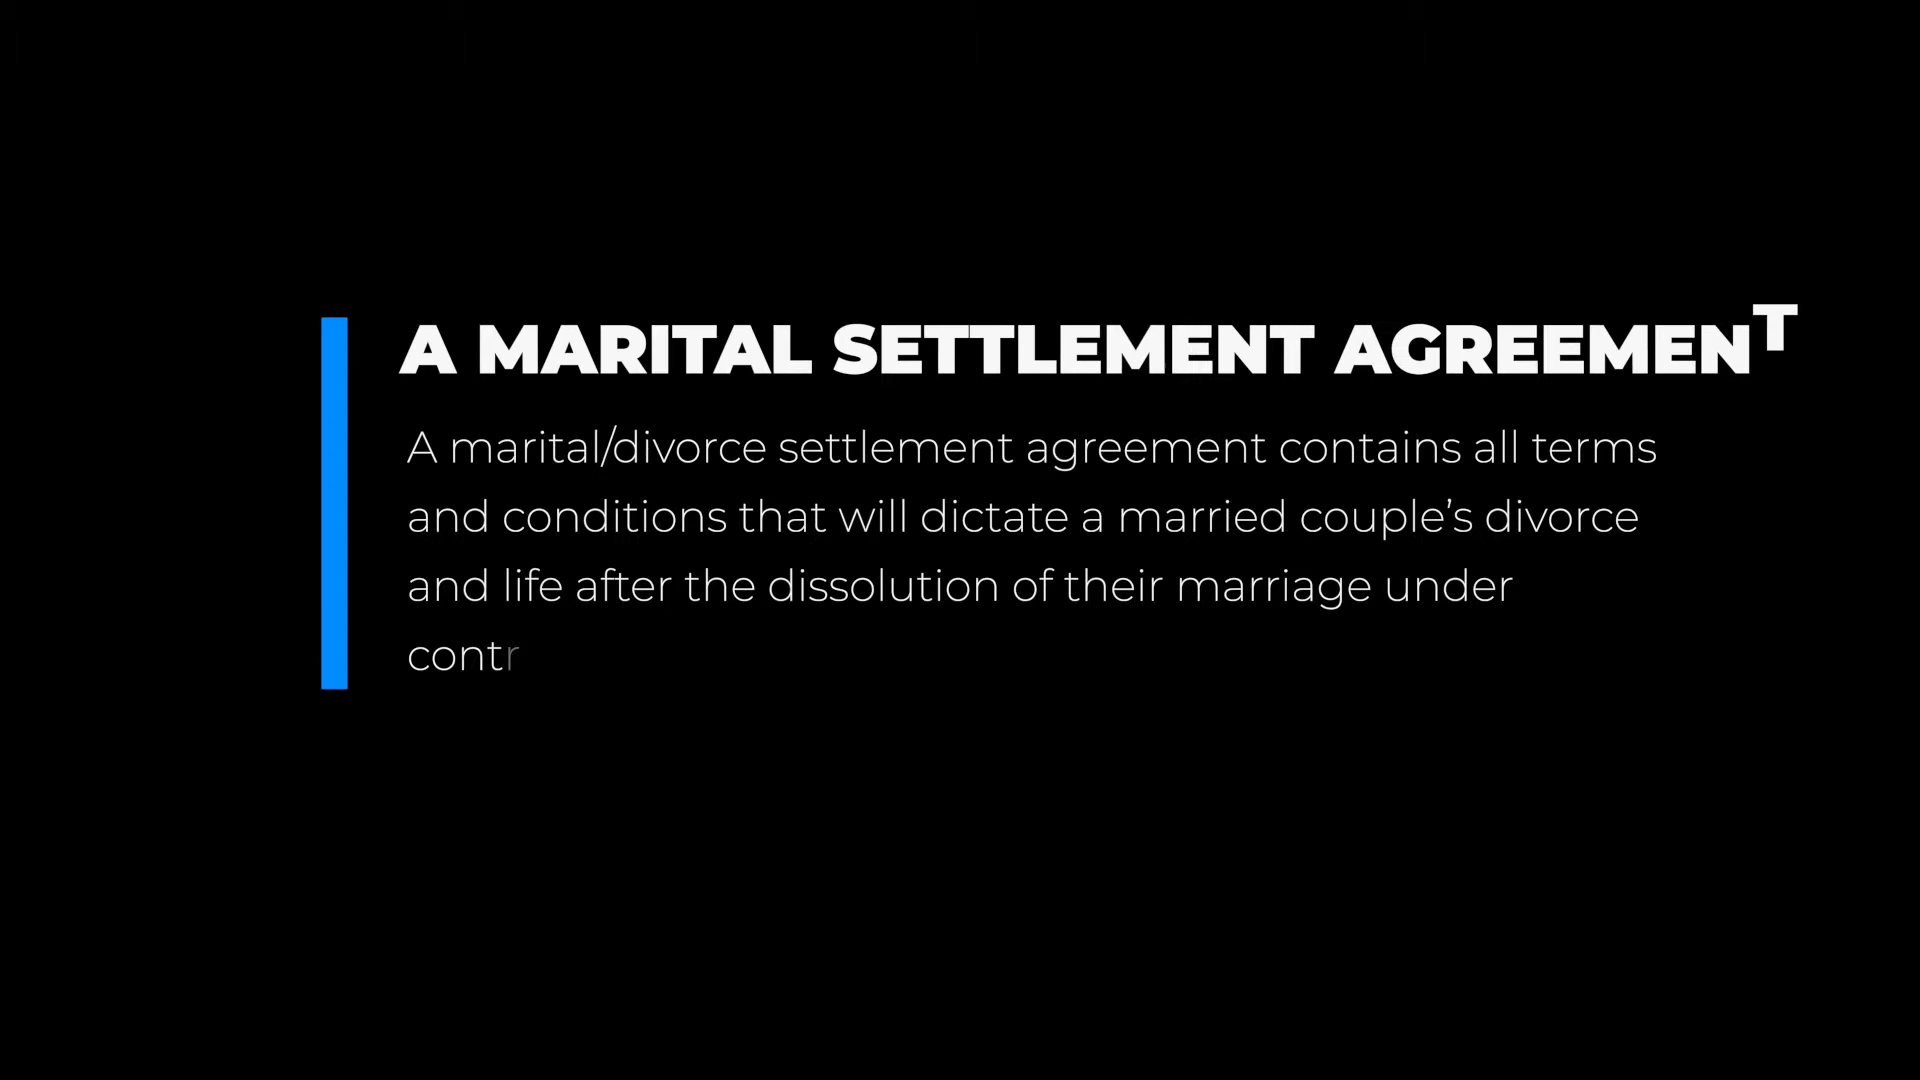 A MARITAL SETTLEMENT AGREEMENT
A marital/divorce settlement agreement contains all terms
and conditions that will dictate a married couple’s divorce
and life after the dissolution of their marriage under
contr